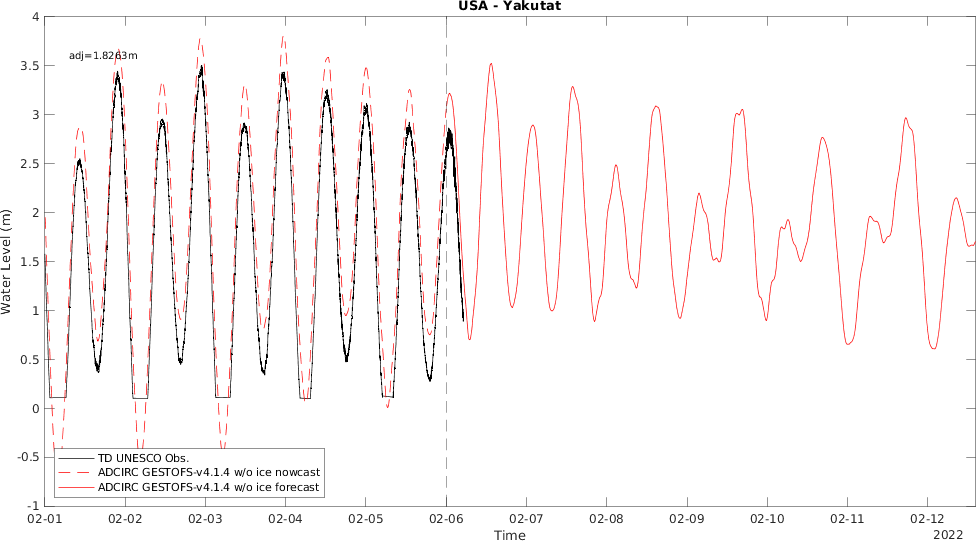 USA - Yakutat
adj=1.8263m
Water Level (m)
4
3.5
3
2.5
2
1.5
1
0.5
0
-0.5
-1
TD UNESCO Obs.
ADCIRC GESTOFS-v4.1.4 w/o ice nowcast
ADCIRC GESTOFS-v4.1.4 w/o ice forecast
02-01 02-02 02-03 02-04 02-05 02-06 02-07 02-08 02-09 02-10 02-11 02-12
Time
2022